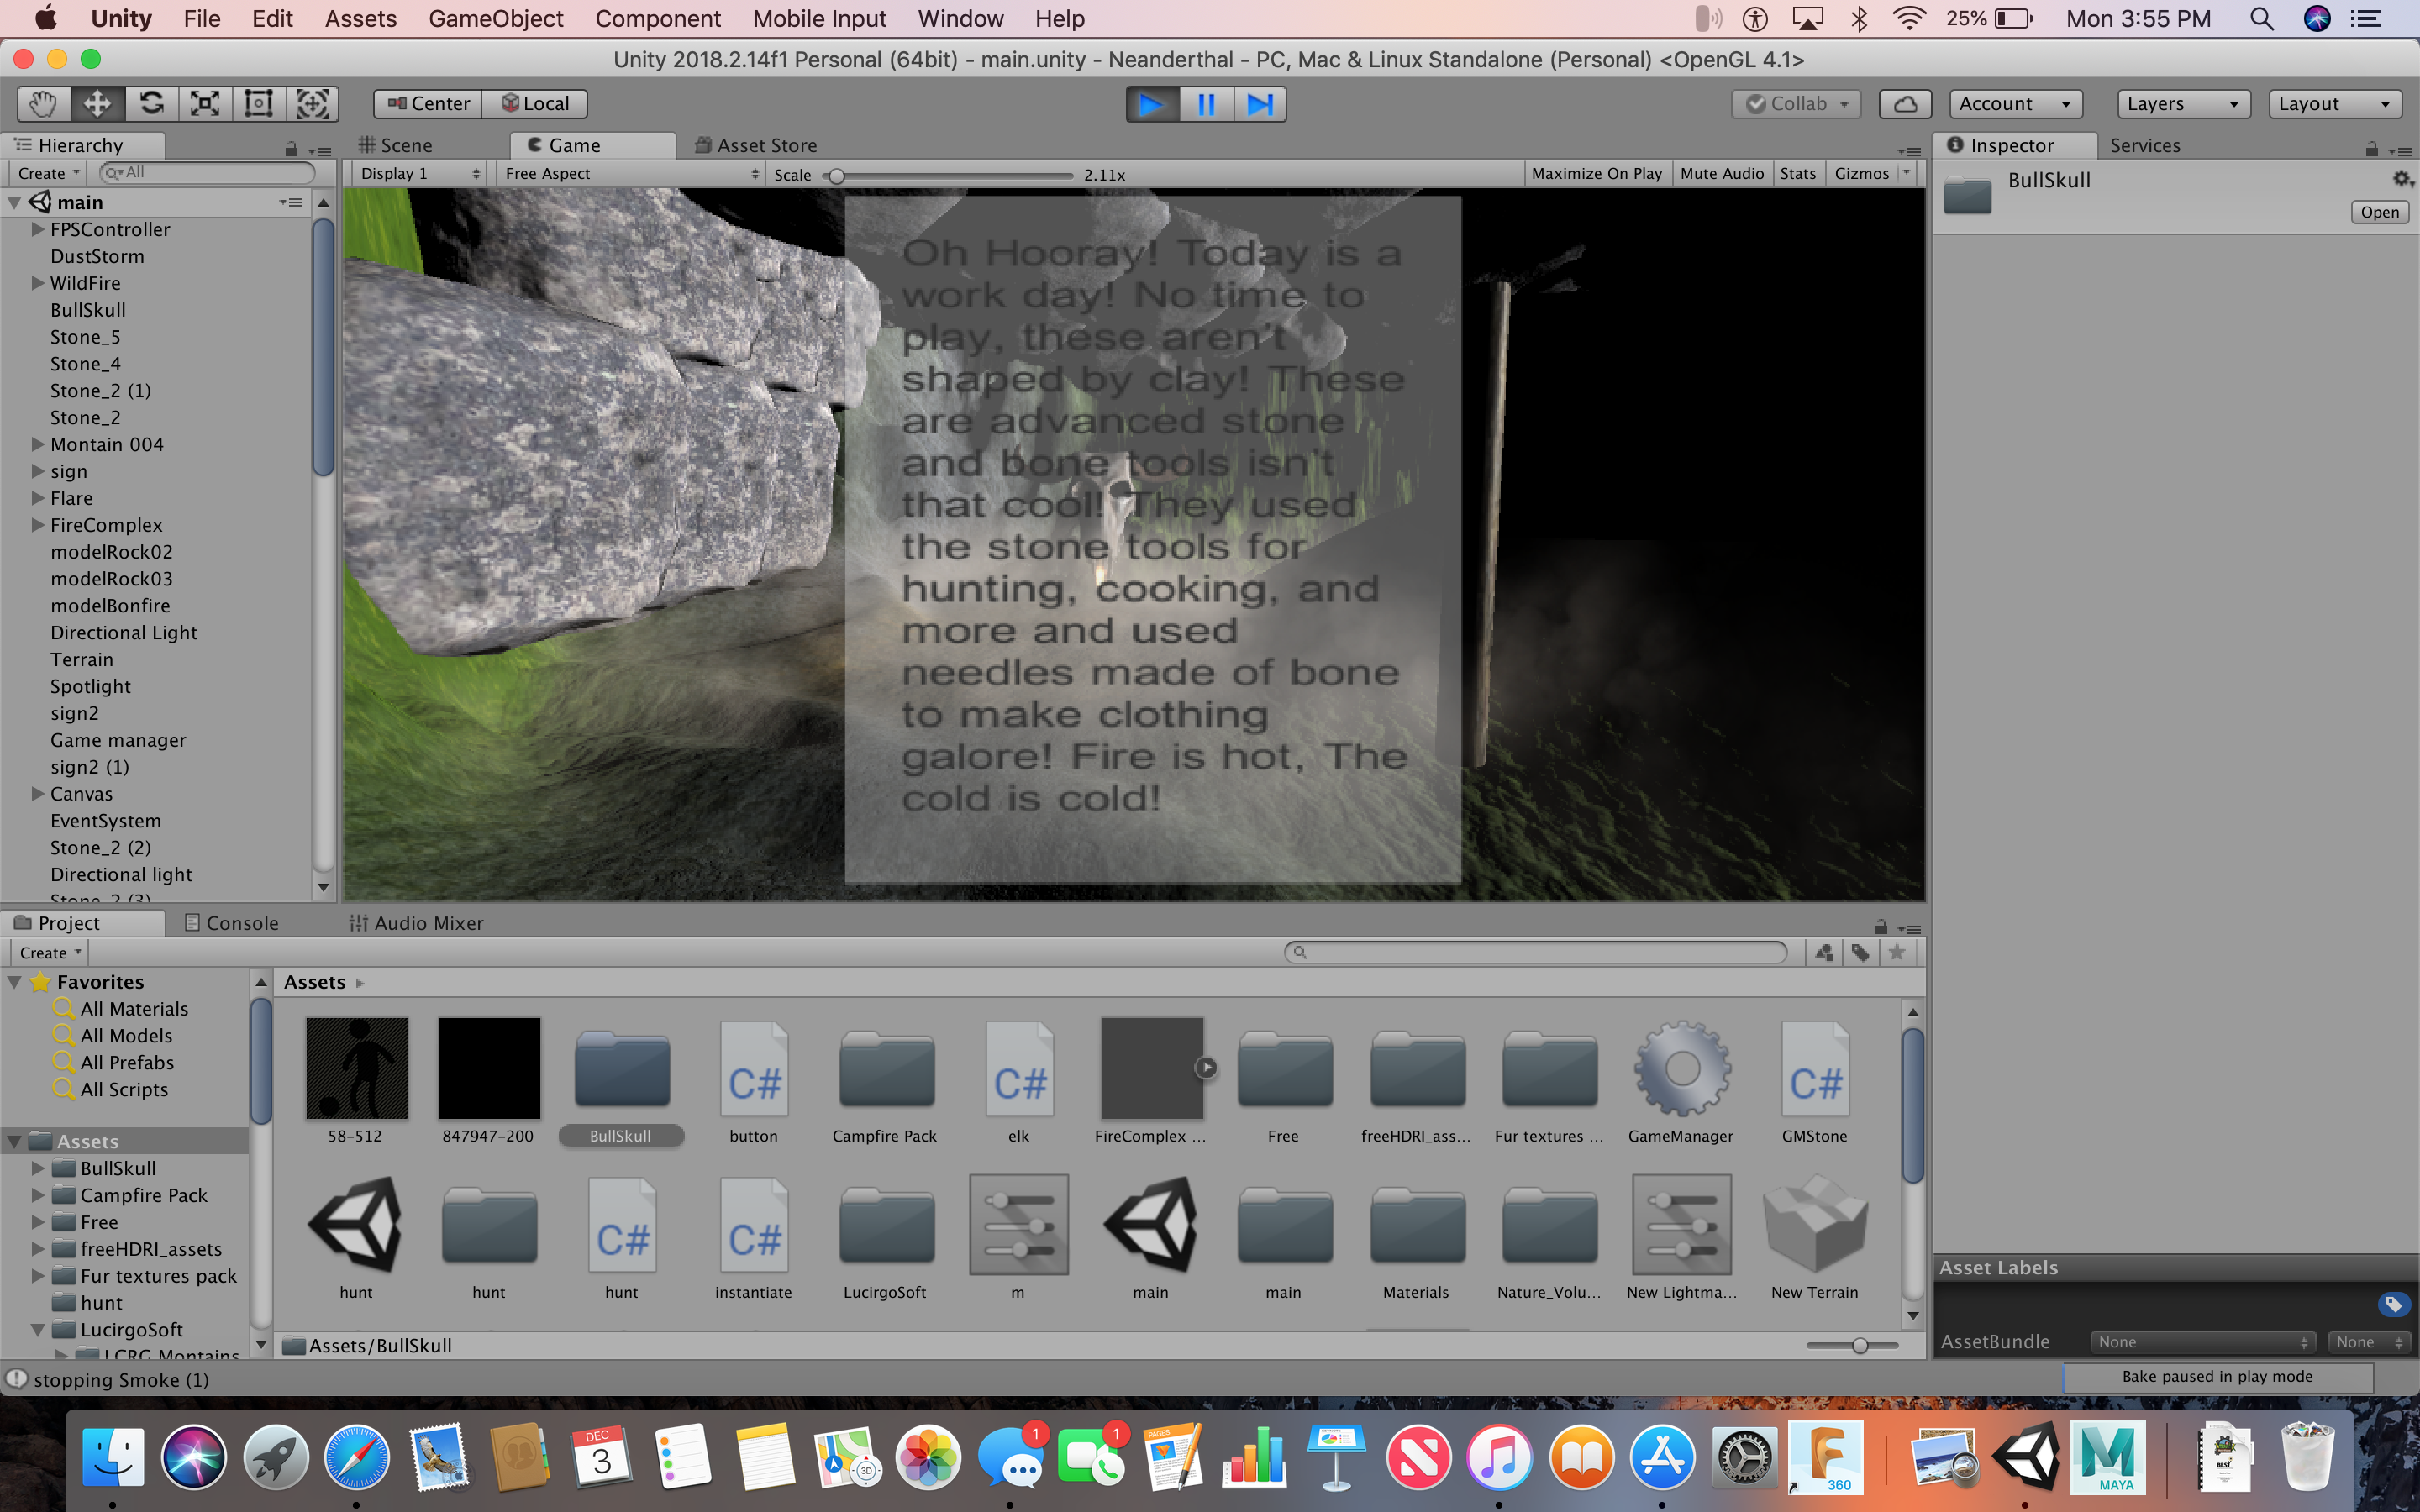 Unity File Edit Assets GameObject Component Mobile Input Window Help 25% Mon 3:55 PM
Unity 2018.2.14f1 Personal (64bit) - main.unity - Neanderthal - PC, Mac & Linux Standalone (Personal) <OpenGL 4.1>
Center Local Collab Account Layers Layout
Hierarchy
Create All
main
FPSController
DustStorm
WildFire
BullSkull
Stone_5
Stone_4
Stone_2 (1)
Stone_2
Montain 004
sign
Flare
FireComplex
modelRock02
modelRock03
modelBonfire
Directional Light
Terrain
Spotlight
sign2
Game manager
sign2 (1)
Canvas
EventSystem
Stone_2 (2)
Directional light
Stone_2 (3)
Scene Game Asset Store
Display 1 Free Aspect Scale 2.11x Maximize On Play Mute Audio Stats Gizmos
Oh Hooray! Today is a
work day! No time to
play, these aren't
shaped by clay! These
are advanced stone
and bone tools isn't
that cool! They used
the stone tools for
hunting, cooking, and
more and used
needles made of bone
to make clothing
galore! Fire is hot, The
cold is cold!
Inspector Services
BullSkull
Open
Project Console Audio Mixer
Create
Favorites
All Materials
All Models
All Prefabs
All Scripts
Assets
BullSkull
Campfire Pack
Free
freeHDRI_assets
Fur textures pack
hunt
LucirgoSoft
LCRG Montains
Assets
58-512 847947-200 BullSkull button Campfire Pack elk FireComplex ... Free freeHDRI_ass... Fur textures ... GameManager GMStone
C# C# C#
hunt hunt hunt instantiate LucirgoSoft m main main Materials Nature_Volu... New Lightma... New Terrain
C# C#
Assets/BullSkull
Asset Labels
AssetBundle None None
stopping Smoke (1)
Bake paused in play mode
DEC
3
3D
1
1
PAGES
360
MAYA